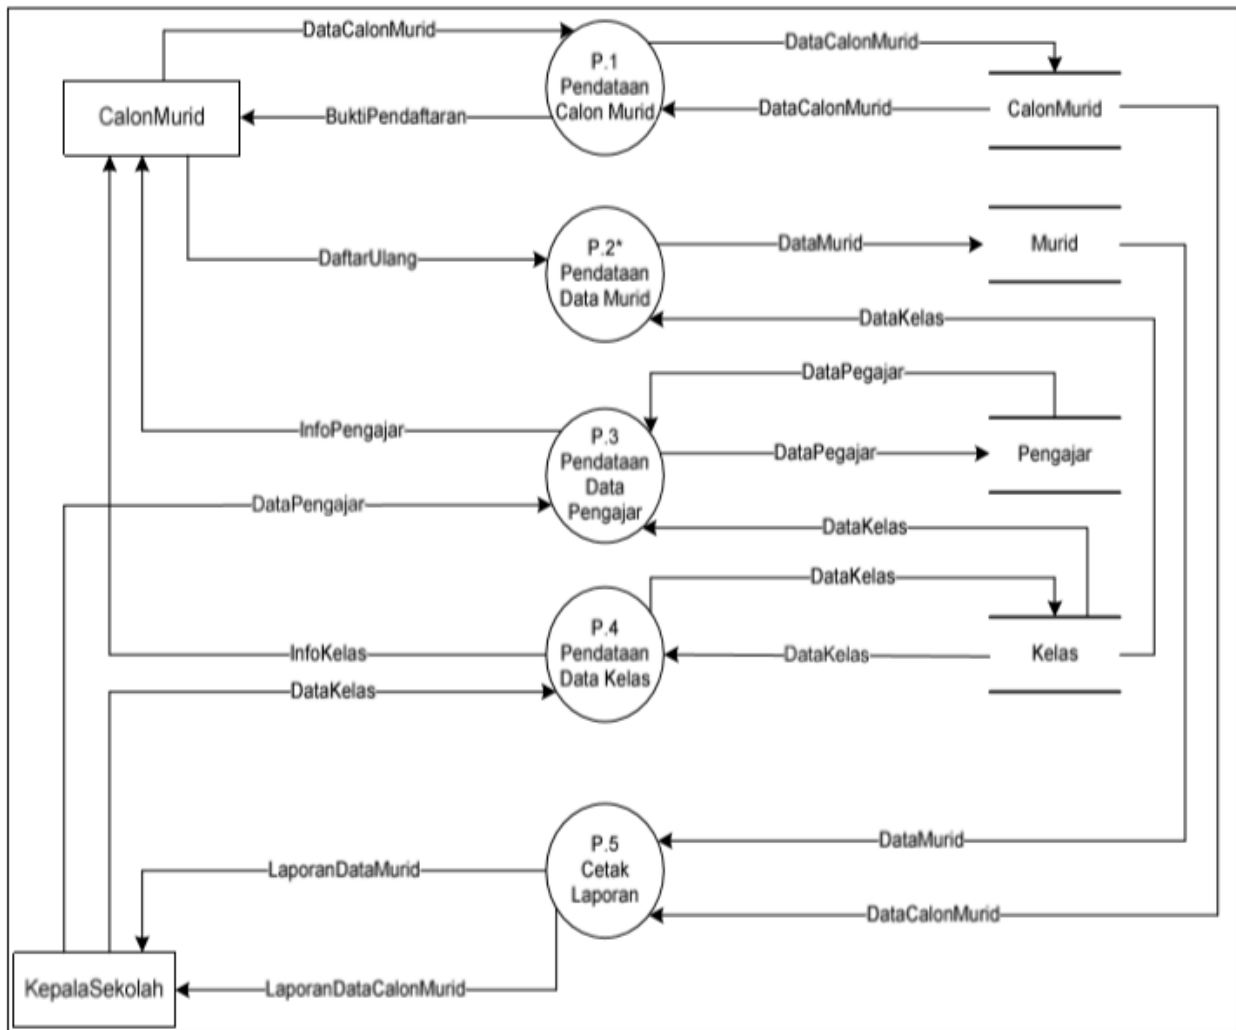 DataCalonMurid
P.1
Pendataan
Calon Murid
DataCalonMurid
CalonMurid
BuktiPendaftaran
DataCalonMurid
CalonMurid
DaftarUlang
P.2*
Pendataan
Data Murid
DataMurid
Murid
DataKelas
DataPegajar
InfoPengajar
P.3
Pendataan
Data
Pengajar
DataPegajar
Pengajar
DataPengajar
DataKelas
DataKelas
InfoKelas
P.4
Pendataan
Data Kelas
DataKelas
Kelas
DataKelas
P.5
Cetak
Laporan
DataMurid
LaporanDataMurid
DataCalonMurid
KepalaSekolah
LaporanDataCalonMurid